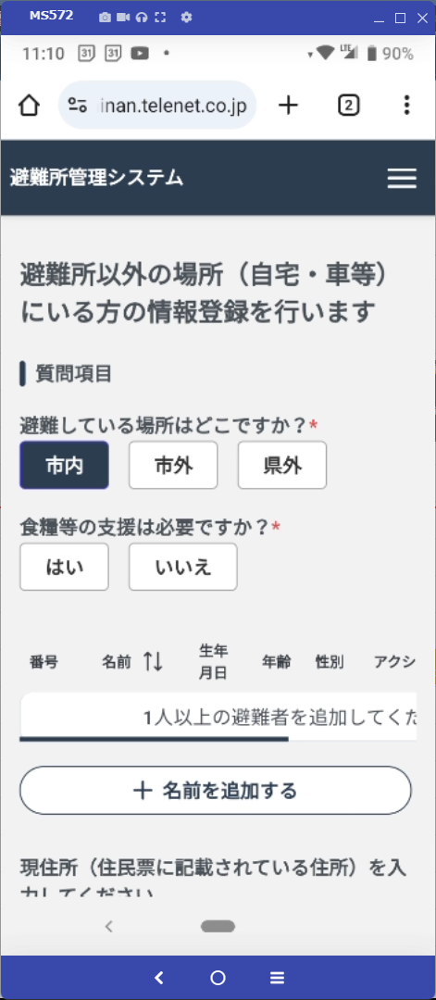 MS572
11:10 31 31 LTE 90%
inan.telenet.co.jp 2
避難所管理システム
避難所以外の場所（自宅・車等）
にいる方の情報登録を行います
質問項目
避難している場所はどこですか？*
市内 市外 県外
食糧等の支援は必要ですか？*
はい いいえ
番号 名前 ↑↓ 生年月日 年齢 性別 アクシ
1人以上の避難者を追加してくだ
＋ 名前を追加する
現住所（住民票に記載されている住所）を入
力してください